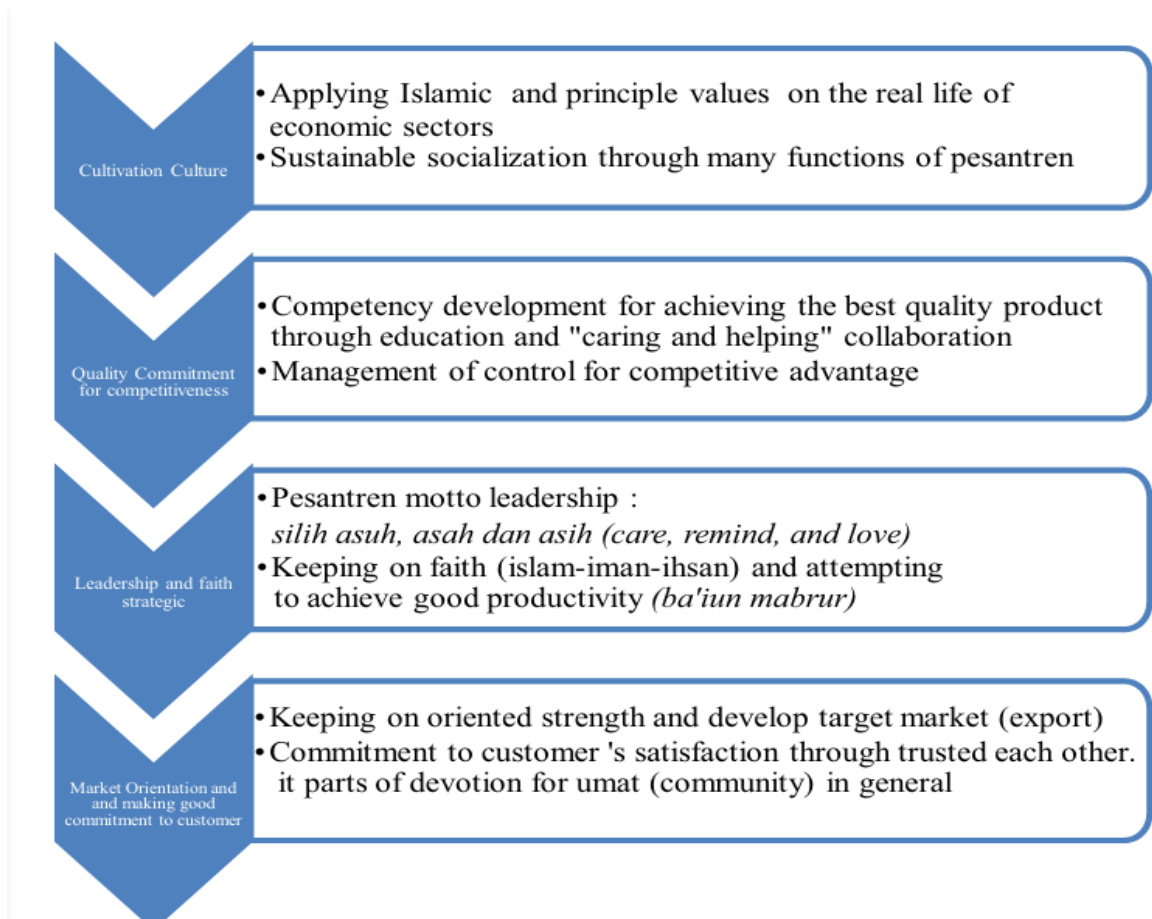 Cultivation Culture
•Applying Islamic and principle values on the real life of
economic sectors
•Sustainable socialization through many functions of pesantren
Quality Commitment
for competitiveness
•Competency development for achieving the best quality product
through education and "caring and helping" collaboration
•Management of control for competitive advantage
Leadership and faith
strategic
•Pesantren motto leadership :
silih asuh, asah dan asih (care, remind, and love)
•Keeping on faith (islam-iman-ihsan) and attempting
to achieve good productivity (ba'iun mabrur)
Market Orientation and
and making good
commitment to customer
•Keeping on oriented strength and develop target market (export)
•Commitment to customer 's satisfaction through trusted each other.
it parts of devotion for umat (community) in general